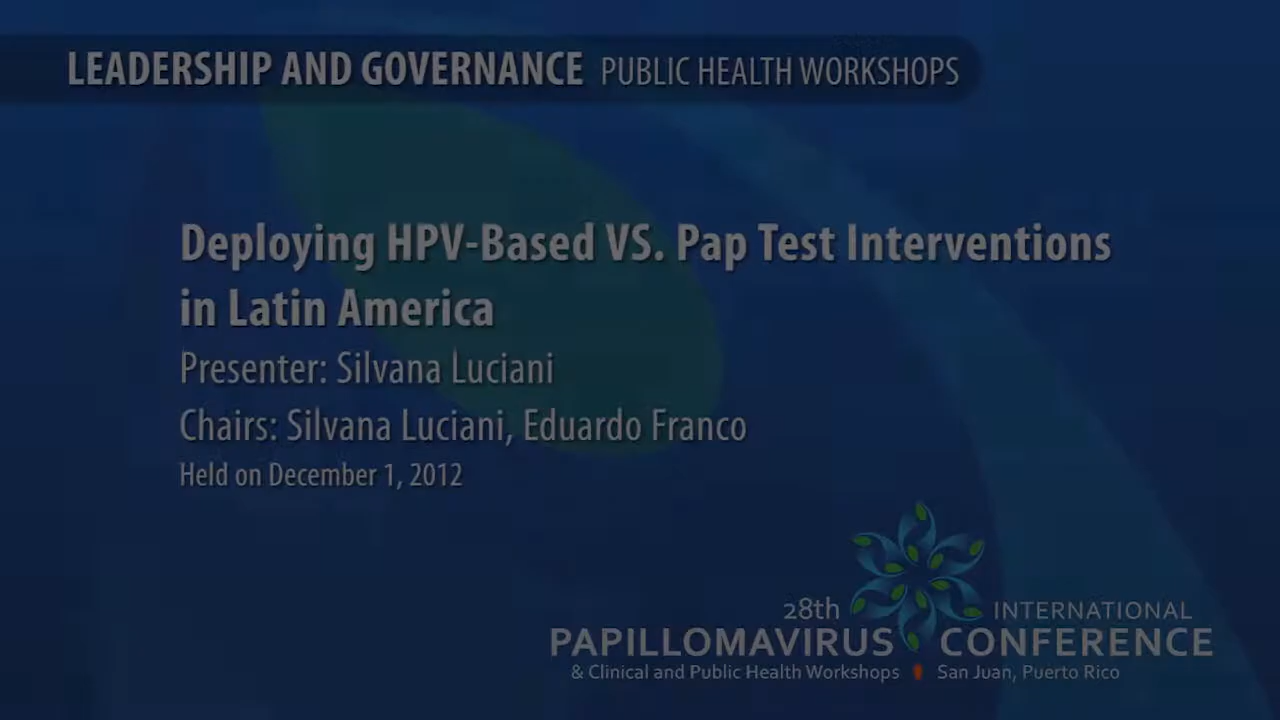 LEADERSHIP AND GOVERNANCE PUBLIC HEALTH WORKSHOPS
Deploying HPV-Based VS. Pap Test Interventions
in Latin America
Presenter: Silvana Luciani
Chairs: Silvana Luciani, Eduardo Franco
Held on December 1, 2012
28th INTERNATIONAL
PAPILLOMAVIRUS CONFERENCE
& Clinical and Public Health Workshops San Juan, Puerto Rico